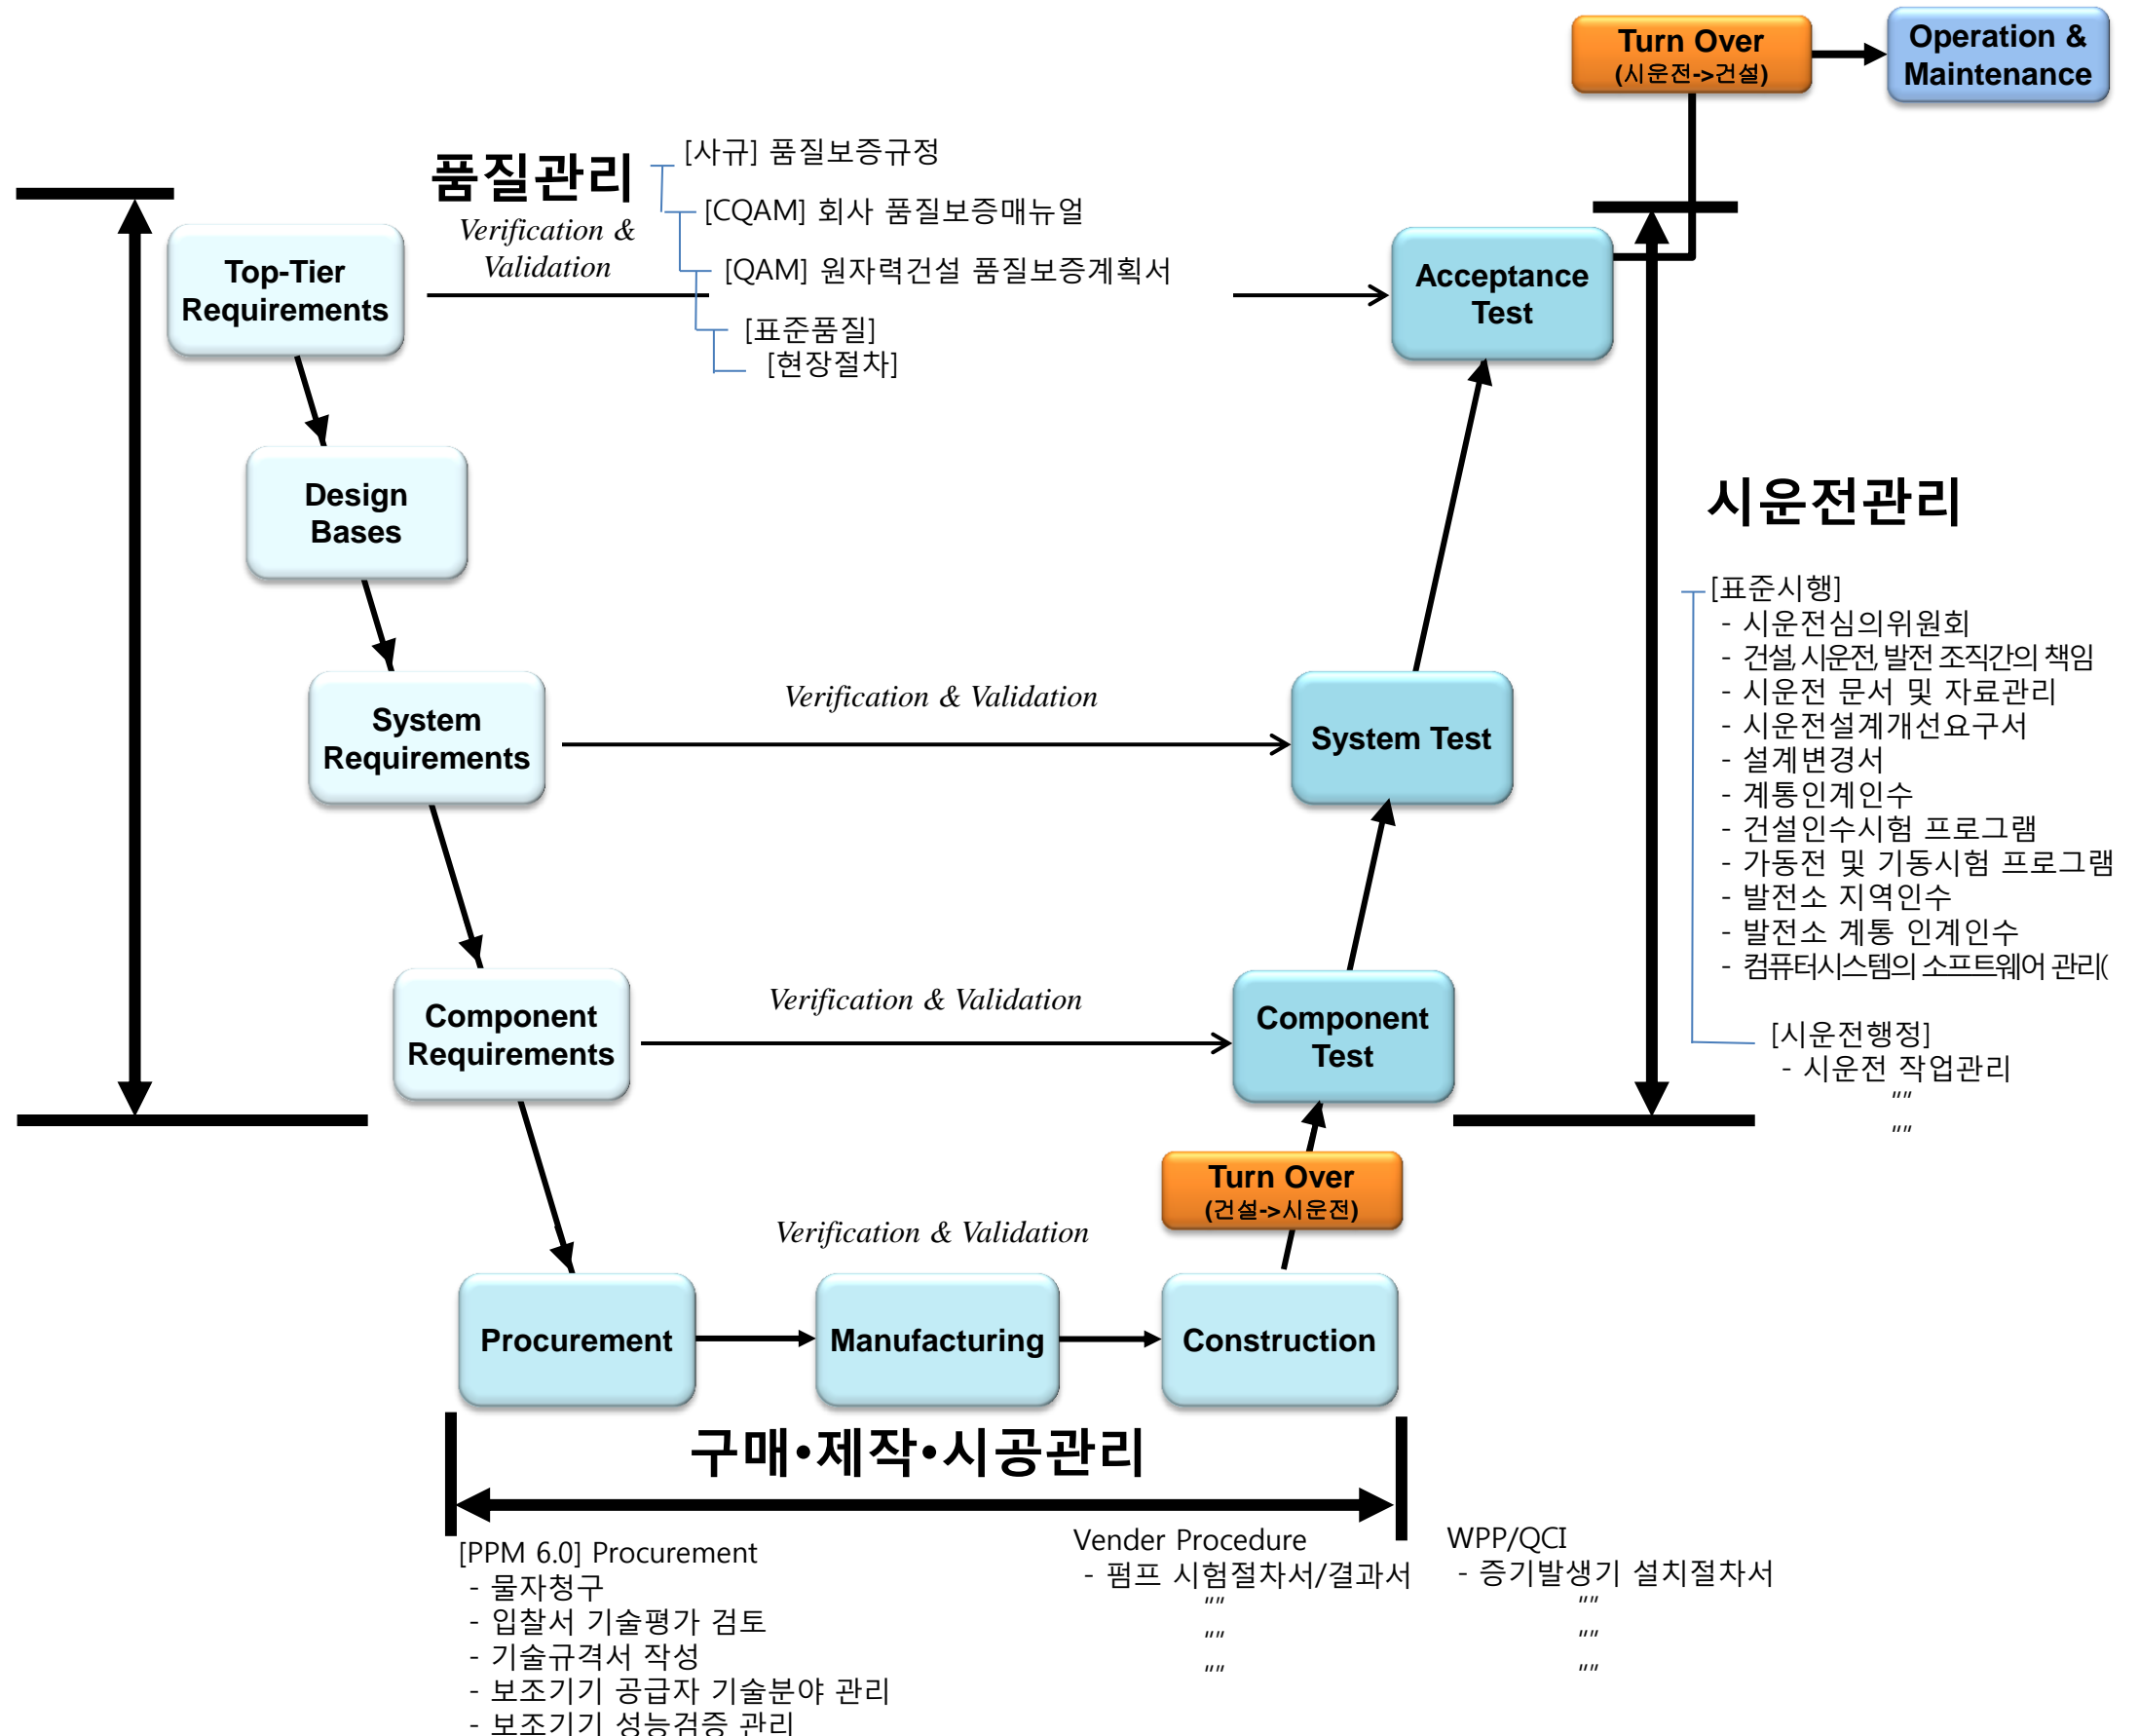 Turn Over
(시운전->건설)
Operation &
Maintenance
품질관리
Verification &
Validation
[사규] 품질보증규정
[CQAM] 회사 품질보증매뉴얼
[QAM] 원자력건설 품질보증계획서
[표준품질]
[현장절차]
Top-Tier
Requirements
Acceptance
Test
Design
Bases
시운전관리
[표준시행]
- 시운전심의위원회
- 건설, 시운전, 발전 조직간의 책임
- 시운전 문서 및 자료관리
- 시운전설계개선요구서
- 설계변경서
- 계통인계인수
- 건설인수시험 프로그램
- 가동전 및 기동시험 프로그램
- 발전소 지역인수
- 발전소 계통 인계인수
- 컴퓨터시스템의 소프트웨어 관리(
[시운전행정]
- 시운전 작업관리
""
""
System
Requirements
Verification & Validation
System Test
Component
Requirements
Verification & Validation
Component
Test
Turn Over
(건설->시운전)
Verification & Validation
Procurement
Manufacturing
Construction
구매•제작•시공관리
[PPM 6.0] Procurement
- 물자청구
- 입찰서 기술평가 검토
- 기술규격서 작성
- 보조기기 공급자 기술분야 관리
- 보조기기 성능검증 관리
Vender Procedure
- 펌프 시험절차서/결과서
""
""
""
WPP/QCI
- 증기발생기 설치절차서
""
""
""